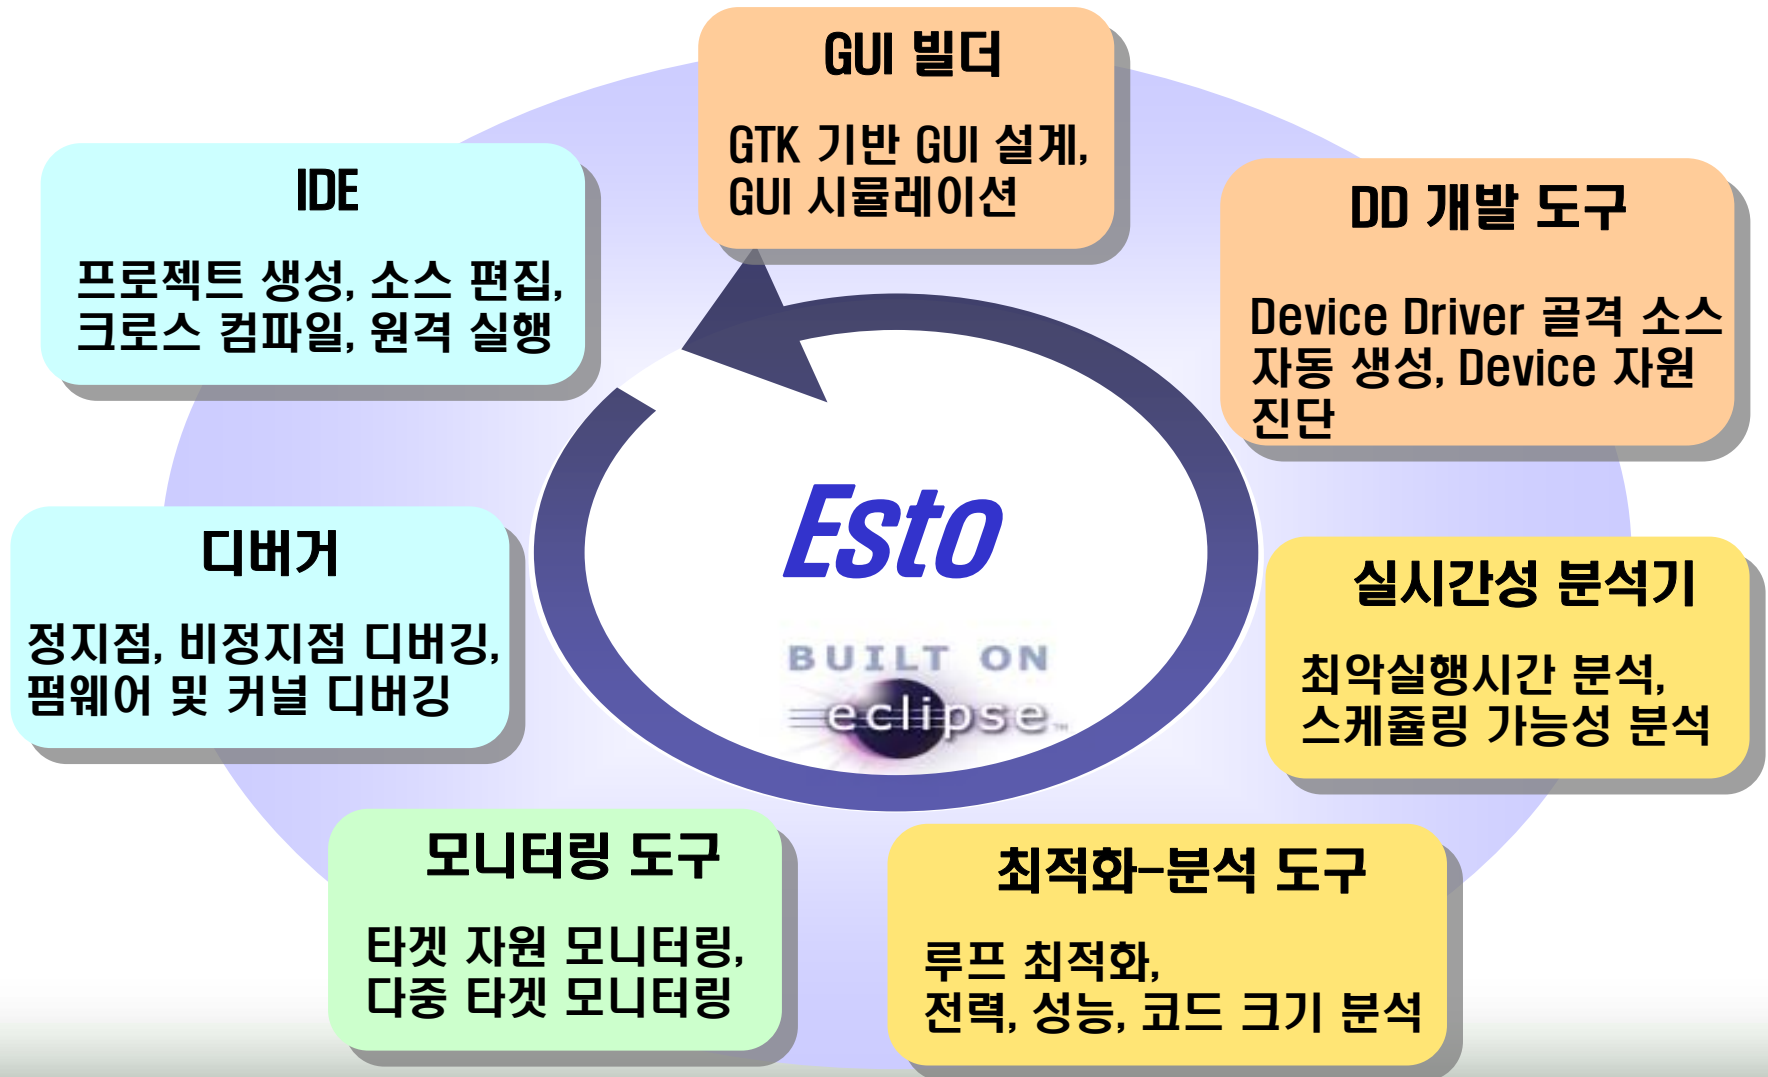 GUI 빌더
GTK 기반 GUI 설계,
GUI 시뮬레이션
IDE
프로젝트 생성, 소스 편집,
크로스 컴파일, 원격 실행
DD 개발 도구
Device Driver 골격 소스
자동 생성, Device 자원
진단
Esto
BUILT ON
eclipse™
디버거
정지점, 비정지점 디버깅,
펌웨어 및 커널 디버깅
실시간성 분석기
최악실행시간 분석,
스케쥴링 가능성 분석
모니터링 도구
타겟 자원 모니터링,
다중 타겟 모니터링
최적화-분석 도구
루프 최적화,
전력, 성능, 코드 크기 분석